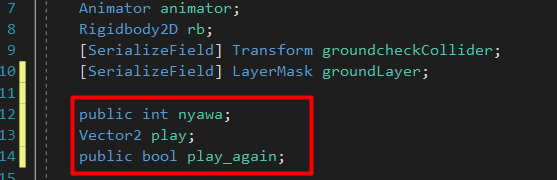 7 Animator animator;
8 Rigidbody2D rb;
9 [SerializeField] Transform groundcheckCollider;
10 [SerializeField] LayerMask groundLayer;
11
12 public int nyawa;
13 Vector2 play;
14 public bool play_again;
15